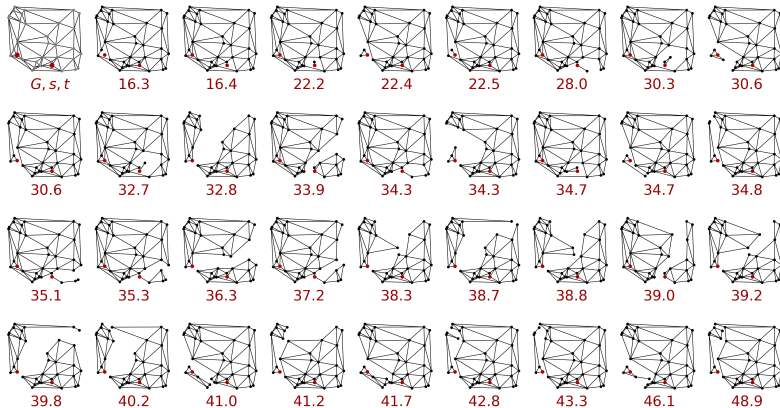 G, s, t 16.3 16.4 22.2 22.4 22.5 28.0 30.3 30.6
30.6 32.7 32.8 33.9 34.3 34.3 34.7 34.7 34.8
35.1 35.3 36.3 37.2 38.3 38.7 38.8 39.0 39.2
39.8 40.2 41.0 41.2 41.7 42.8 43.3 46.1 48.9